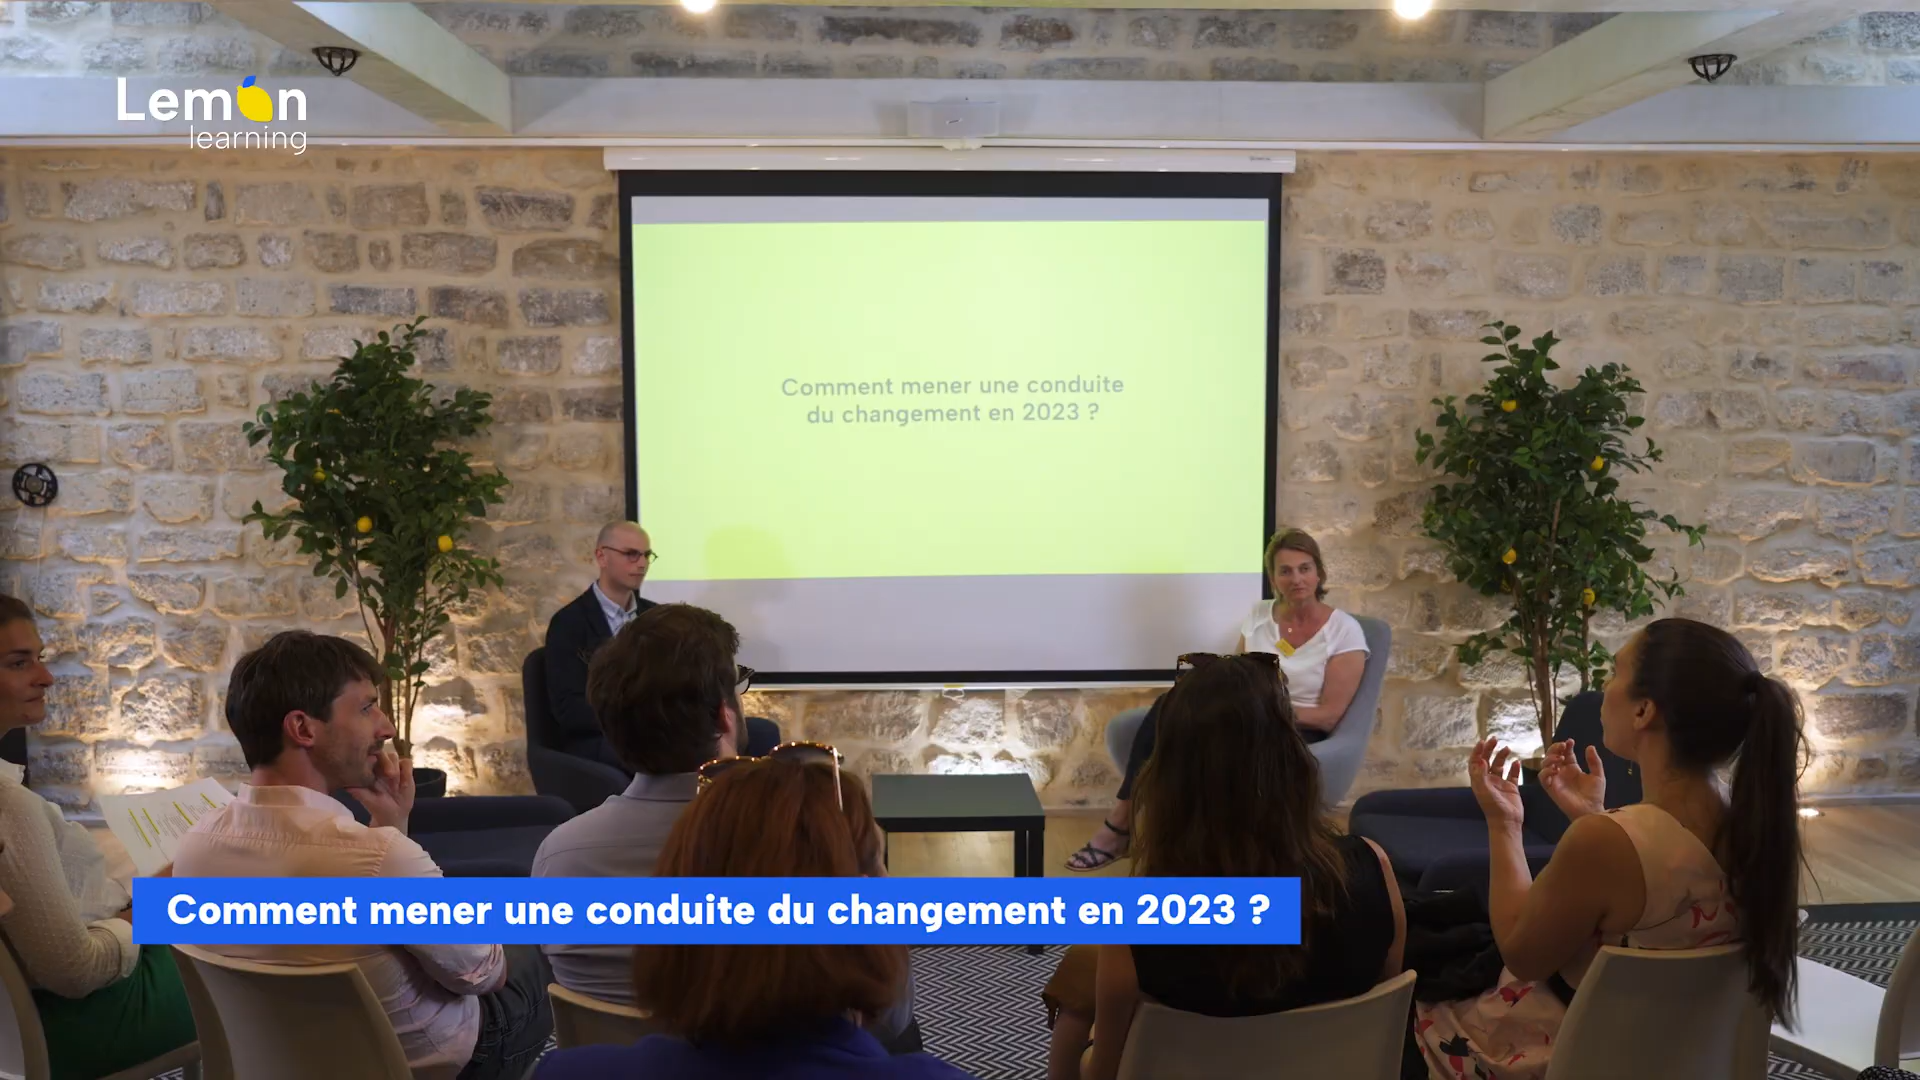 Lemon
learning
Comment mener une conduite
du changement en 2023 ?
Comment mener une conduite du changement en 2023 ?